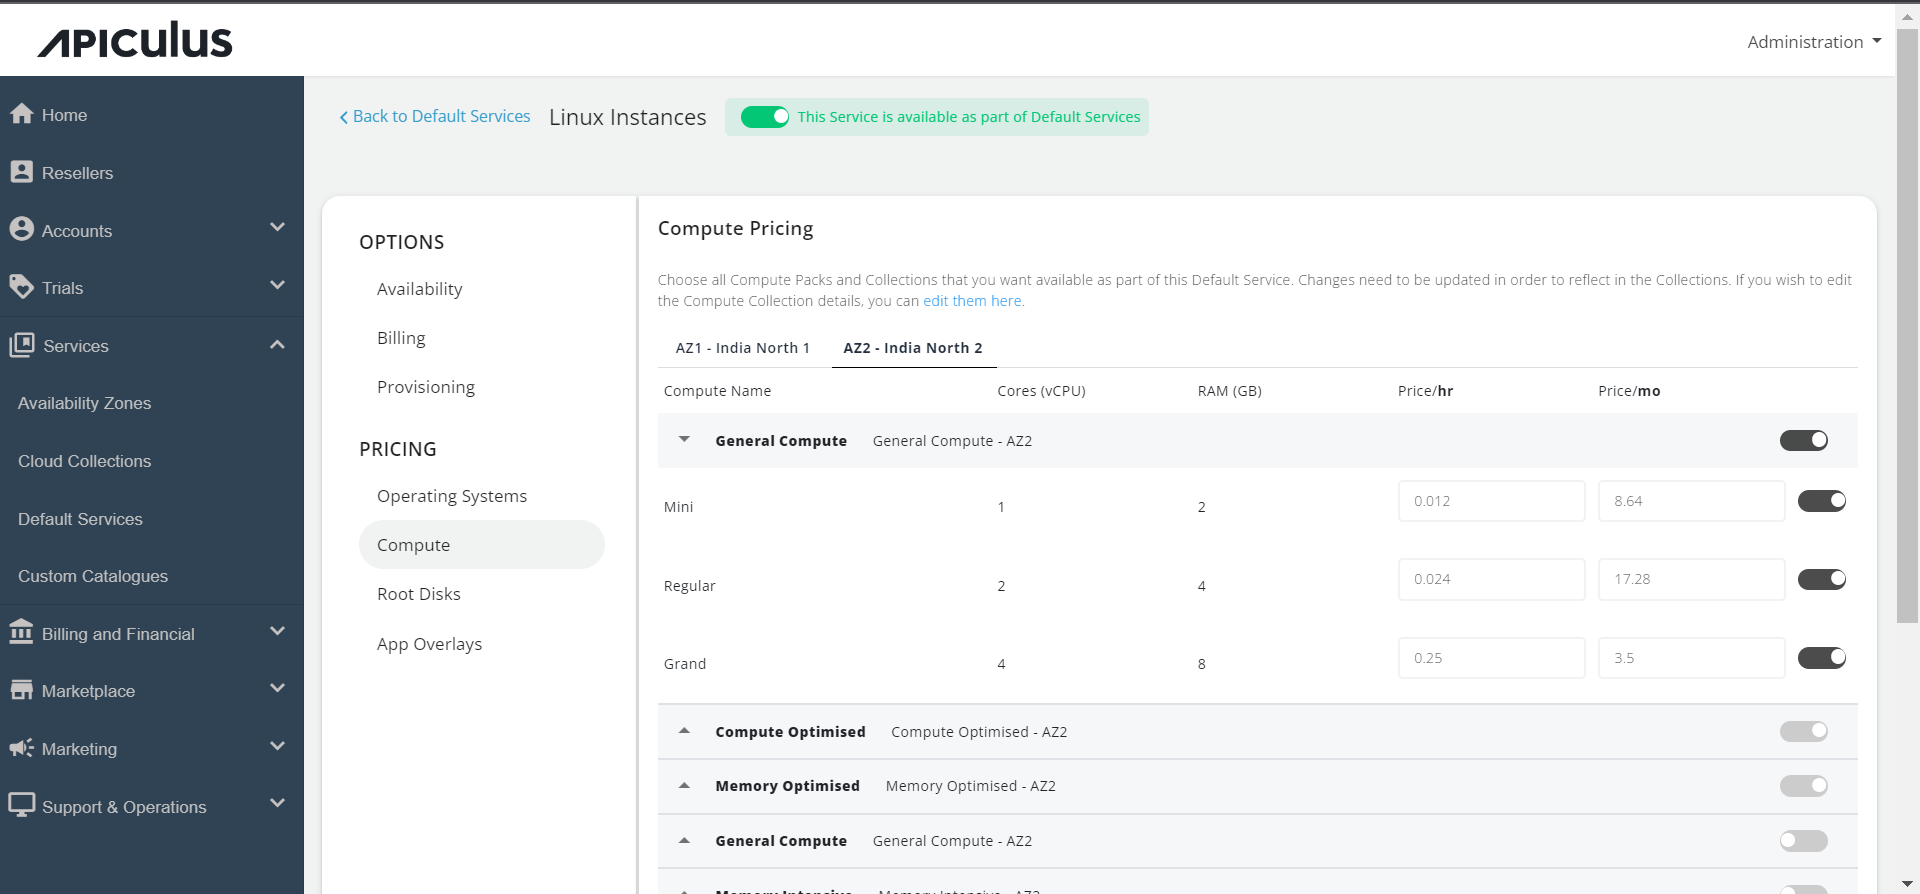 APICULUS
Administration
Home
Resellers
Accounts
Trials
Services
Availability Zones
Cloud Collections
Default Services
Custom Catalogues
Billing and Financial
Marketplace
Marketing
Support & Operations
Back to Default Services Linux Instances This Service is available as part of Default Services
OPTIONS
Availability
Billing
Provisioning
PRICING
Operating Systems
Compute
Root Disks
App Overlays
Compute Pricing
Choose all Compute Packs and Collections that you want available as part of this Default Service. Changes need to be updated in order to reflect in the Collections. If you wish to edit
the Compute Collection details, you can edit them here.
AZ1 - India North 1 AZ2 - India North 2
Compute Name Cores (vCPU) RAM (GB) Price/hr Price/mo
General Compute General Compute - AZ2
Mini 1 2 0.012 8.64
Regular 2 4 0.024 17.28
Grand 4 8 0.25 3.5
Compute Optimised Compute Optimised - AZ2
Memory Optimised Memory Optimised - AZ2
General Compute General Compute - AZ2
Memory Intensive Memory Intensive - AZ2